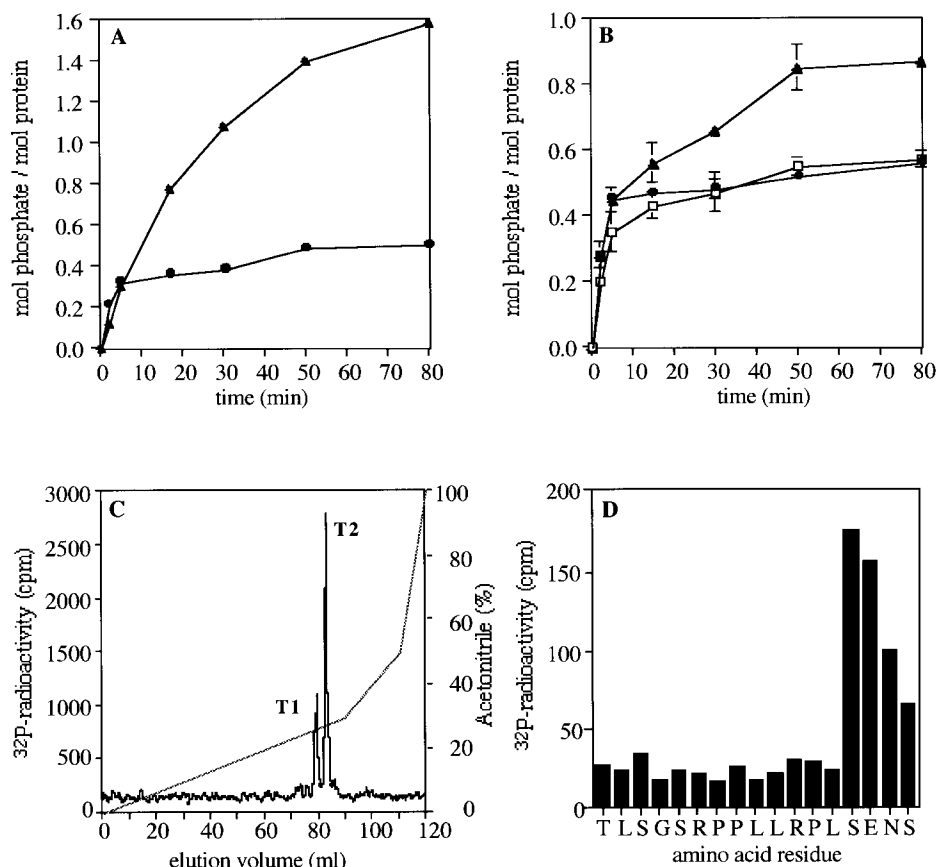 A
mol phosphate / mol protein
1.6
1.4
1.2
1.0
0.8
0.6
0.4
0.2
0.0
0 10 20 30 40 50 60 70 80
time (min)
B
mol phosphate / mol protein
1.0
0.8
0.6
0.4
0.2
0.0
0 10 20 30 40 50 60 70 80
time (min)
C
32P-radioactivity (cpm)
3000
2500
2000
1500
1000
500
0
T1
T2
100
80
60
40
20
0
Acetonitrile (%)
0 20 40 60 80 100 120
elution volume (ml)
D
32P-radioactivity (cpm)
200
150
100
50
0
T L S G S R P P L L R P L S E N S
amino acid residue